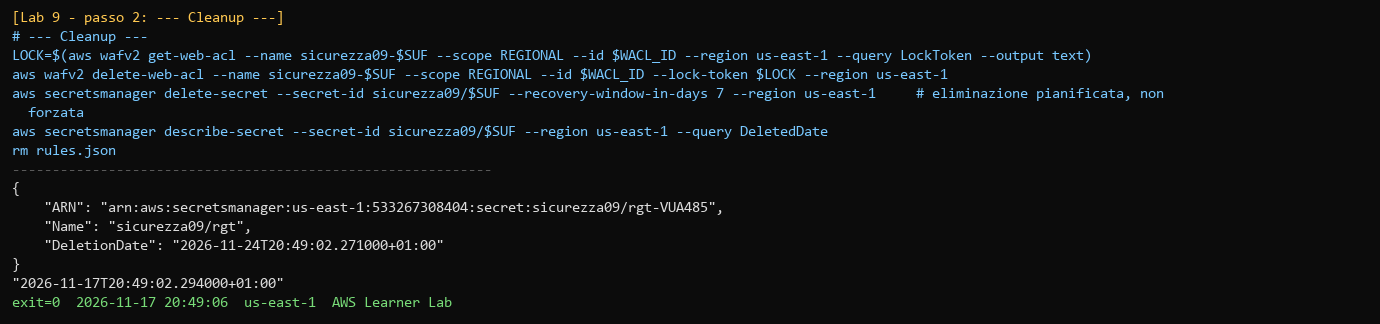 [Lab 9 - passo 2: --- Cleanup ---]
# --- Cleanup ---
LOCK=$(aws wafv2 get-web-acl --name sicurezza09-$SUF --scope REGIONAL --id $WACL_ID --region us-east-1 --query LockToken --output text)
aws wafv2 delete-web-acl --name sicurezza09-$SUF --scope REGIONAL --id $WACL_ID --lock-token $LOCK --region us-east-1
aws secretsmanager delete-secret --secret-id sicurezza09/$SUF --recovery-window-in-days 7 --region us-east-1     # eliminazione pianificata, non
  forzata
aws secretsmanager describe-secret --secret-id sicurezza09/$SUF --region us-east-1 --query DeletedDate
rm rules.json
------------------------------------------------------------
{
    "ARN": "arn:aws:secretsmanager:us-east-1:533267308404:secret:sicurezza09/rgt-VUA485",
    "Name": "sicurezza09/rgt",
    "DeletionDate": "2026-11-24T20:49:02.271000+01:00"
}
"2026-11-17T20:49:02.294000+01:00"
exit=0  2026-11-17 20:49:06  us-east-1  AWS Learner Lab